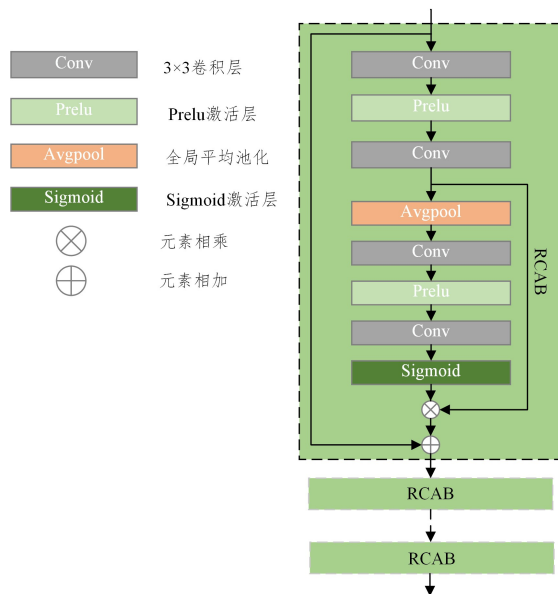 Conv
3×3卷积层
Prelu
Prelu激活层
Avgpool
全局平均池化
Sigmoid
Sigmoid激活层
元素相乘
元素相加
Conv
Prelu
Conv
Avgpool
Conv
Prelu
Conv
Sigmoid
RCAB
RCAB
RCAB